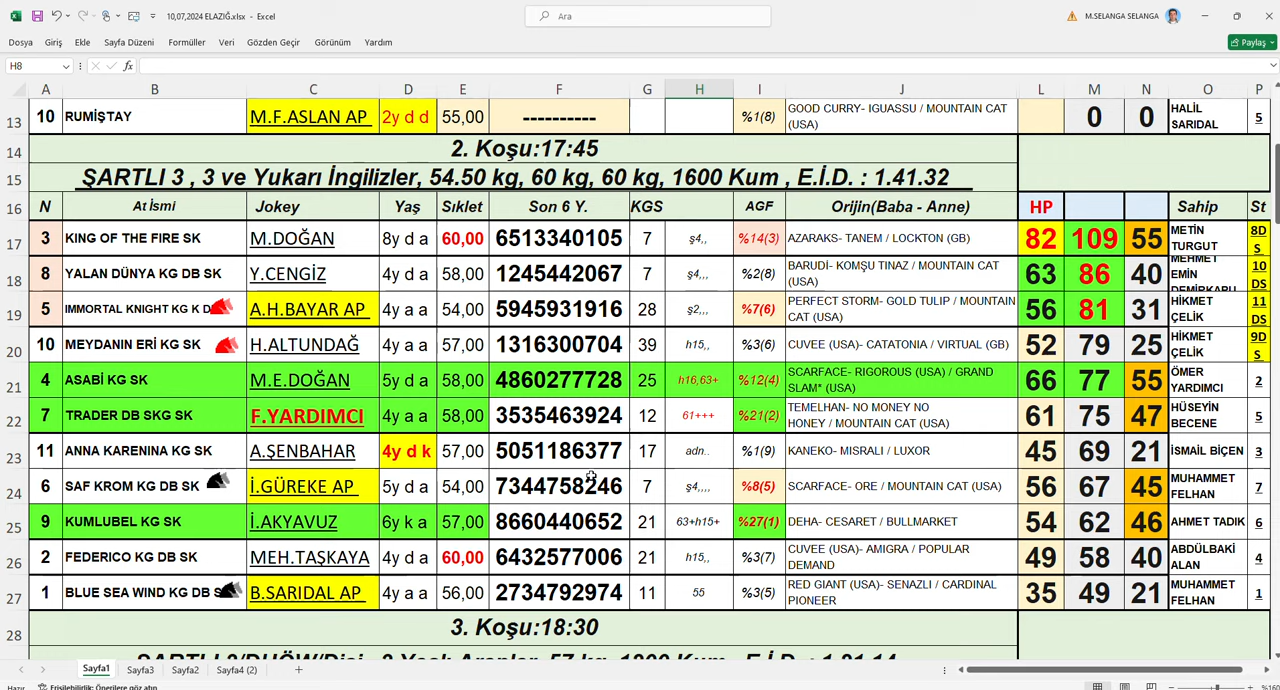 10,07,2024 ELAZIĞ.xlsx - Excel
Ara
M.SELANGA SELANGA
Dosya Giriş Ekle Sayfa Düzeni Formüller Veri Gözden Geçir Görünüm Yardım
Paylaş
H8 fx
A B C D E F G H I J L M N O P
13 10 RUMİŞTAY M.F.ASLAN AP 2y d d 55,00 ---------- %1(8) GOOD CURRY- IGUASSU / MOUNTAIN CAT (USA) 0 0 HALİL SARIDAL 5
14 2. Koşu:17:45
15 ŞARTLI 3 , 3 ve Yukarı İngilizler, 54.50 kg, 60 kg, 60 kg, 1600 Kum , E.İ.D. : 1.41.32
16 N At İsmi Jokey Yaş Sıklet Son 6 Y. KGS AGF Orijin(Baba - Anne) HP Sahip St
17 3 KING OF THE FIRE SK M.DOĞAN 8y d a 60,00 6513340105 7 ş4,, %14(3) AZARAKS- TANEM / LOCKTON (GB) 82 109 55 METİN TURGUT 8D S
18 8 YALAN DÜNYA KG DB SK Y.CENGİZ 4y d a 58,00 1245442067 7 ş4,,, %2(8) BARUDİ- KOMŞU TINAZ / MOUNTAIN CAT (USA) 63 86 40 MEHMET EMİN DEMİRKAPU 10 DS
19 5 IMMORTAL KNIGHT KG K D A.H.BAYAR AP 4y a a 54,00 5945931916 28 ş2,,, %7(6) PERFECT STORM- GOLD TULIP / MOUNTAIN CAT (USA) 56 81 31 HİKMET ÇELİK 11 DS
20 10 MEYDANIN ERİ KG SK H.ALTUNDAĞ 4y a a 57,00 1316300704 39 h15,, %3(6) CUVEE (USA)- CATATONIA / VIRTUAL (GB) 52 79 25 HİKMET ÇELİK 9D S
21 4 ASABİ KG SK M.E.DOĞAN 5y d a 58,00 4860277728 25 h16,63+ %12(4) SCARFACE- RIGOROUS (USA) / GRAND SLAM* (USA) 66 77 55 ÖMER YARDIMCI 2
22 7 TRADER DB SKG SK F.YARDIMCI 4y a a 58,00 3535463924 12 61+++ %21(2) TEMELHAN- NO MONEY NO HONEY / MOUNTAIN CAT (USA) 61 75 47 HÜSEYİN BECENE 5
23 11 ANNA KARENINA KG SK A.ŞENBAHAR 4y d k 57,00 5051186377 17 adn.. %1(9) KANEKO- MISRALI / LUXOR 45 69 21 İSMAİL BİÇEN 3
24 6 SAF KROM KG DB SK İ.GÜREKE AP 5y d a 54,00 7344758246 7 ş4,,,, %8(5) SCARFACE- ORE / MOUNTAIN CAT (USA) 56 67 45 MUHAMMET FELHAN 7
25 9 KUMLUBEL KG SK İ.AKYAVUZ 6y k a 57,00 8660440652 21 63+h15+ %27(1) DEHA- CESARET / BULLMARKET 54 62 46 AHMET TADIK 6
26 2 FEDERICO KG DB SK MEH.TAŞKAYA 4y d a 60,00 6432577006 21 h15,, %3(7) CUVEE (USA)- AMIGRA / POPULAR DEMAND 49 58 40 ABDÜLBAKİ ALAN 4
27 1 BLUE SEA WIND KG DB S B.SARIDAL AP 4y a a 56,00 2734792974 11 55 %3(5) RED GIANT (USA)- SENAZLI / CARDINAL PIONEER 35 49 21 MUHAMMET FELHAN 1
28 3. Koşu:18:30
Sayfa1 Sayfa3 Sayfa2 Sayfa4 (2)
Hazır Erişilebilirlik: Önerilere göz atın %160